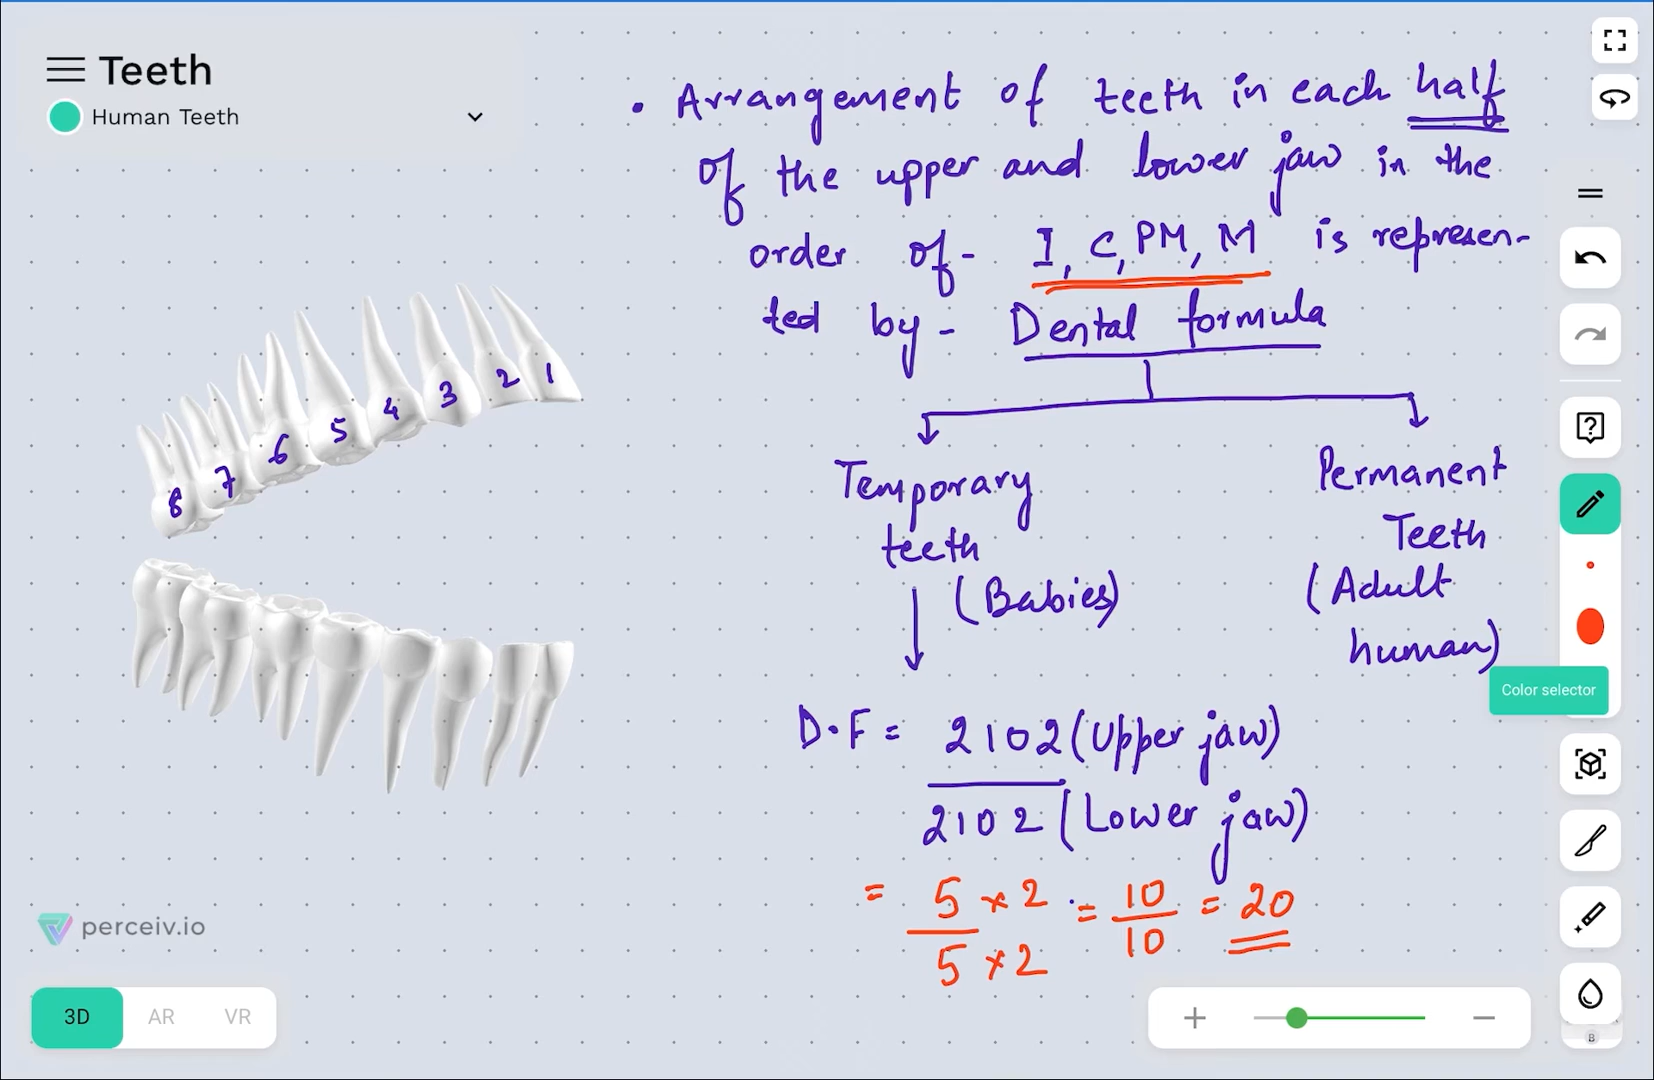 Teeth
Human Teeth
• Arrangement of teeth in each half
of the upper and lower jaw in the
order of - I, C, PM, M is represen-
ted by - Dental formula
Temporary
teeth
(Babies)
Permanent
Teeth
(Adult
human)
1
2
3
4
5
6
7
8
Color selector
D.F = 2102 (Upper jaw)
2102 (Lower jaw)
= 5 × 2 = 10 = 20
5 × 2 10
perceiv.io
3D AR VR
B